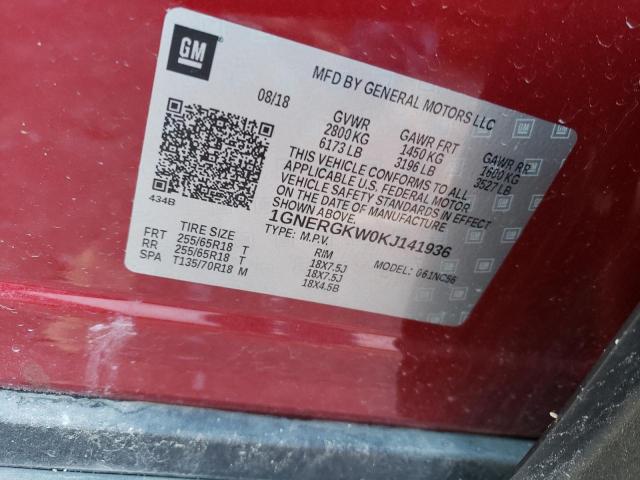 GM
MFD BY GENERAL MOTORS LLC
08/18
GVWR
2800 KG
6173 LB
GAWR FRT
1450 KG
3196 LB
GAWR RR
1600 KG
3527 LB
THIS VEHICLE CONFORMS TO ALL
APPLICABLE U.S. FEDERAL MOTOR
VEHICLE SAFETY STANDARDS IN EFFECT
ON THE DATE OF MANUFACTURE
SHOWN ABOVE.
1GNERGKW0KJ141936
TYPE: M.P.V. MODEL: 061NC56
434B
TIRE SIZE RIM
FRT 255/65R18 T 18X7.5J
RR 255/65R18 T 18X7.5J
SPA T135/70R18 M 18X4.5B